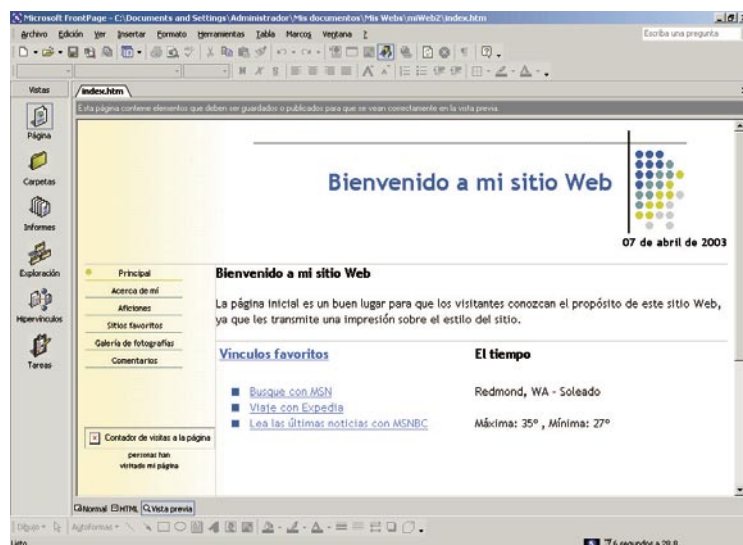 Microsoft FrontPage - C:\Documents and Settings\Administrador\Mis documentos\Mis Webs\miWeb2\index.htm
Archivo Edición Ver Insertar Formato Herramientas Tabla Marcos Ventana ?
Escriba una pregunta
Vistas
index.htm
Esta página contiene elementos que deben ser guardados o publicados para que se vean correctamente en la vista previa.
Página
Carpetas
Informes
Exploración
Hipervínculos
Tareas
Bienvenido a mi sitio Web
07 de abril de 2003
Principal
Acerca de mí
Aficiones
Sitios favoritos
Galería de fotografías
Comentarios
Contador de visitas a la página
personas han
visitado mi página
Bienvenido a mi sitio Web
La página inicial es un buen lugar para que los visitantes conozcan el propósito de este sitio Web,
ya que les transmite una impresión sobre el estilo del sitio.
Vínculos favoritos
Busque con MSN
Viaje con Expedia
Lea las últimas noticias con MSNBC
El tiempo
Redmond, WA - Soleado
Máxima: 35° , Mínima: 27°
Normal HTML Vista previa
Dibujo Autoformas
Listo
6 segundos a 28,8